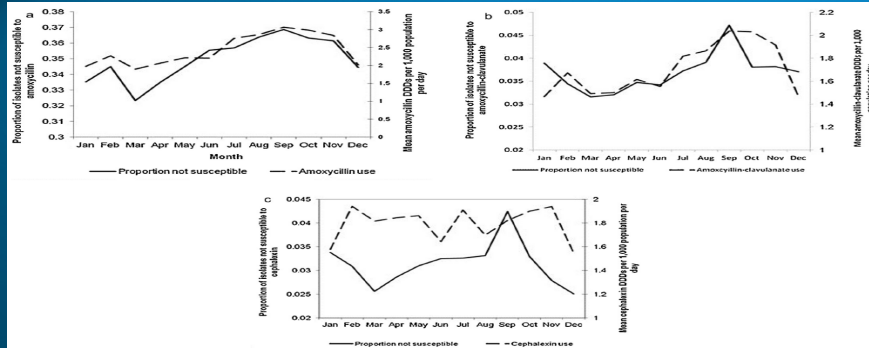 a
Proportion of isolates not susceptible to
amoxycillin
0.38
0.37
0.36
0.35
0.34
0.33
0.32
0.31
0.3
3.5
3
2.5
2
1.5
1
0.5
0
Mean amoxycillin DDDs per 1,000 population
per day
Jan Feb Mar Apr May Jun Jul Aug Sep Oct Nov Dec
Month
Proportion not susceptible Amoxycillin use
b
Proportion of isolates not susceptible to
amoxycillin-clavulanate
0.05
0.045
0.04
0.035
0.03
0.025
0.02
2.2
2
1.8
1.6
1.4
1.2
1
Mean amoxycillin-clavulanate DDDs per 1,000
Jan Feb Mar Apr May Jun Jul Aug Sep Oct Nov Dec
Proportion not susceptible Amoxcyillin-clavulanate use
c
Proportion of isolates not susceptible to
cephalexin
0.045
0.04
0.035
0.03
0.025
0.02
2
1.8
1.6
1.4
1.2
1
Mean cephalexin DDDs per 1,000 population per
day
Jan Feb Mar Apr May Jun Jul Aug Sep Oct Nov Dec
Proportion not susceptible Cephalexin use